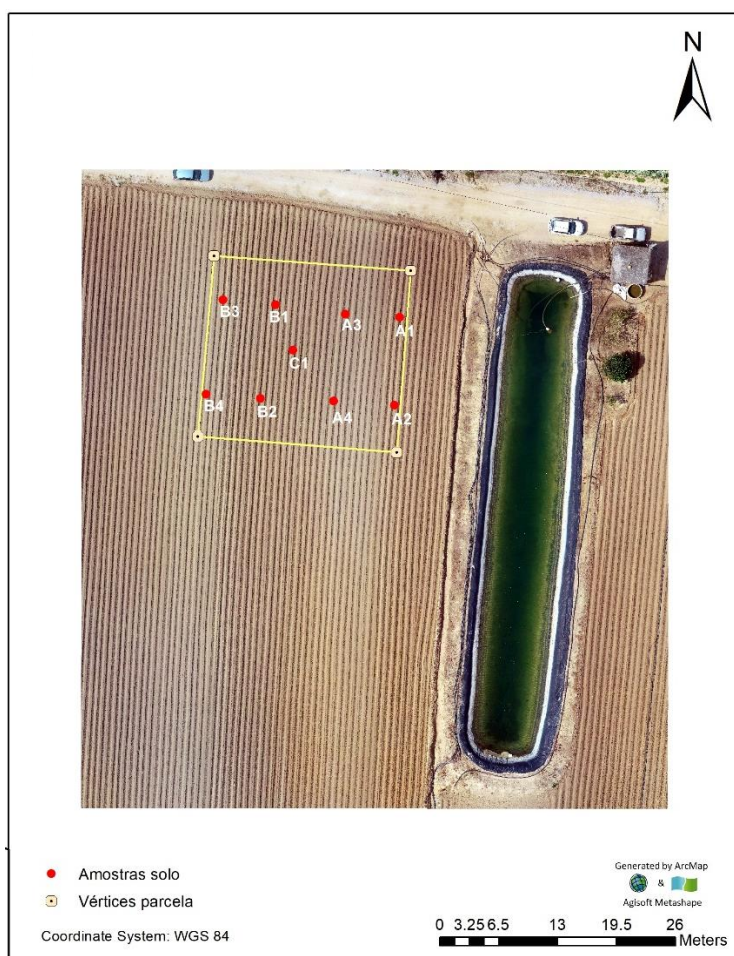 N
B3
B1
A3
A1
C1
B4
B2
A4
A2
Amostras solo
Vértices parcela
Coordinate System: WGS 84
Generated by ArcMap
&
Agisoft Metashape
0 3.25 6.5 13 19.5 26
Meters